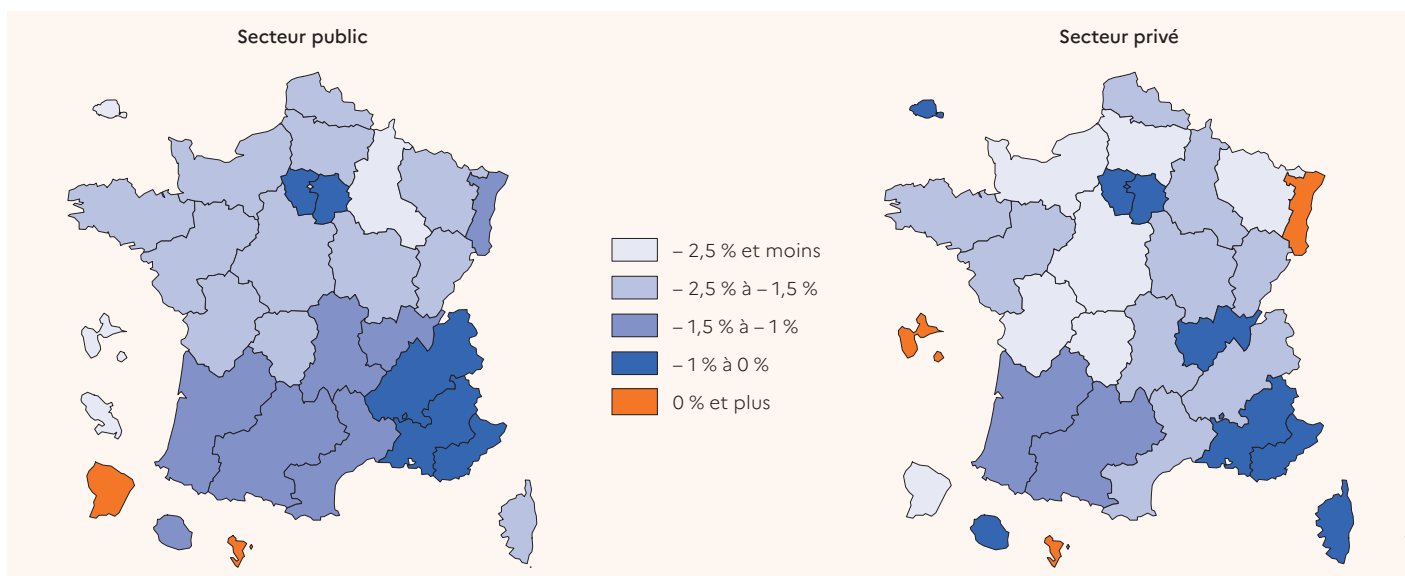 Secteur public
Secteur privé
– 2,5 % et moins
– 2,5 % à – 1,5 %
– 1,5 % à – 1 %
– 1 % à 0 %
0 % et plus